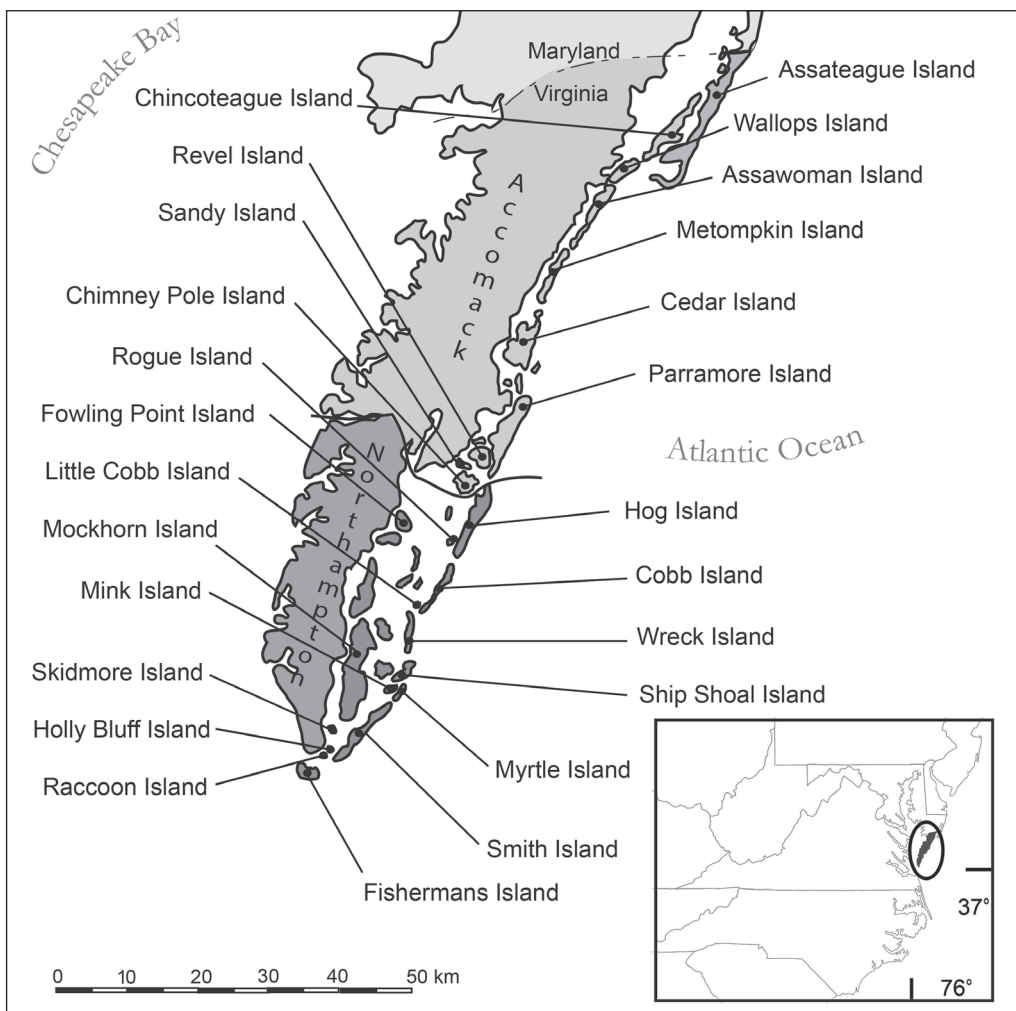 Chesapeake Bay
Maryland
Virginia
Assateague Island
Chincoteague Island
Wallops Island
Revel Island
Assawoman Island
Sandy Island
Accomack
Metompkin Island
Chimney Pole Island
Cedar Island
Rogue Island
Parramore Island
Fowling Point Island
Atlantic Ocean
Northampton
Little Cobb Island
Hog Island
Mockhorn Island
Cobb Island
Mink Island
Wreck Island
Skidmore Island
Ship Shoal Island
Holly Bluff Island
Myrtle Island
Raccoon Island
Smith Island
Fishermans Island
37°
76°
0 10 20 30 40 50 km